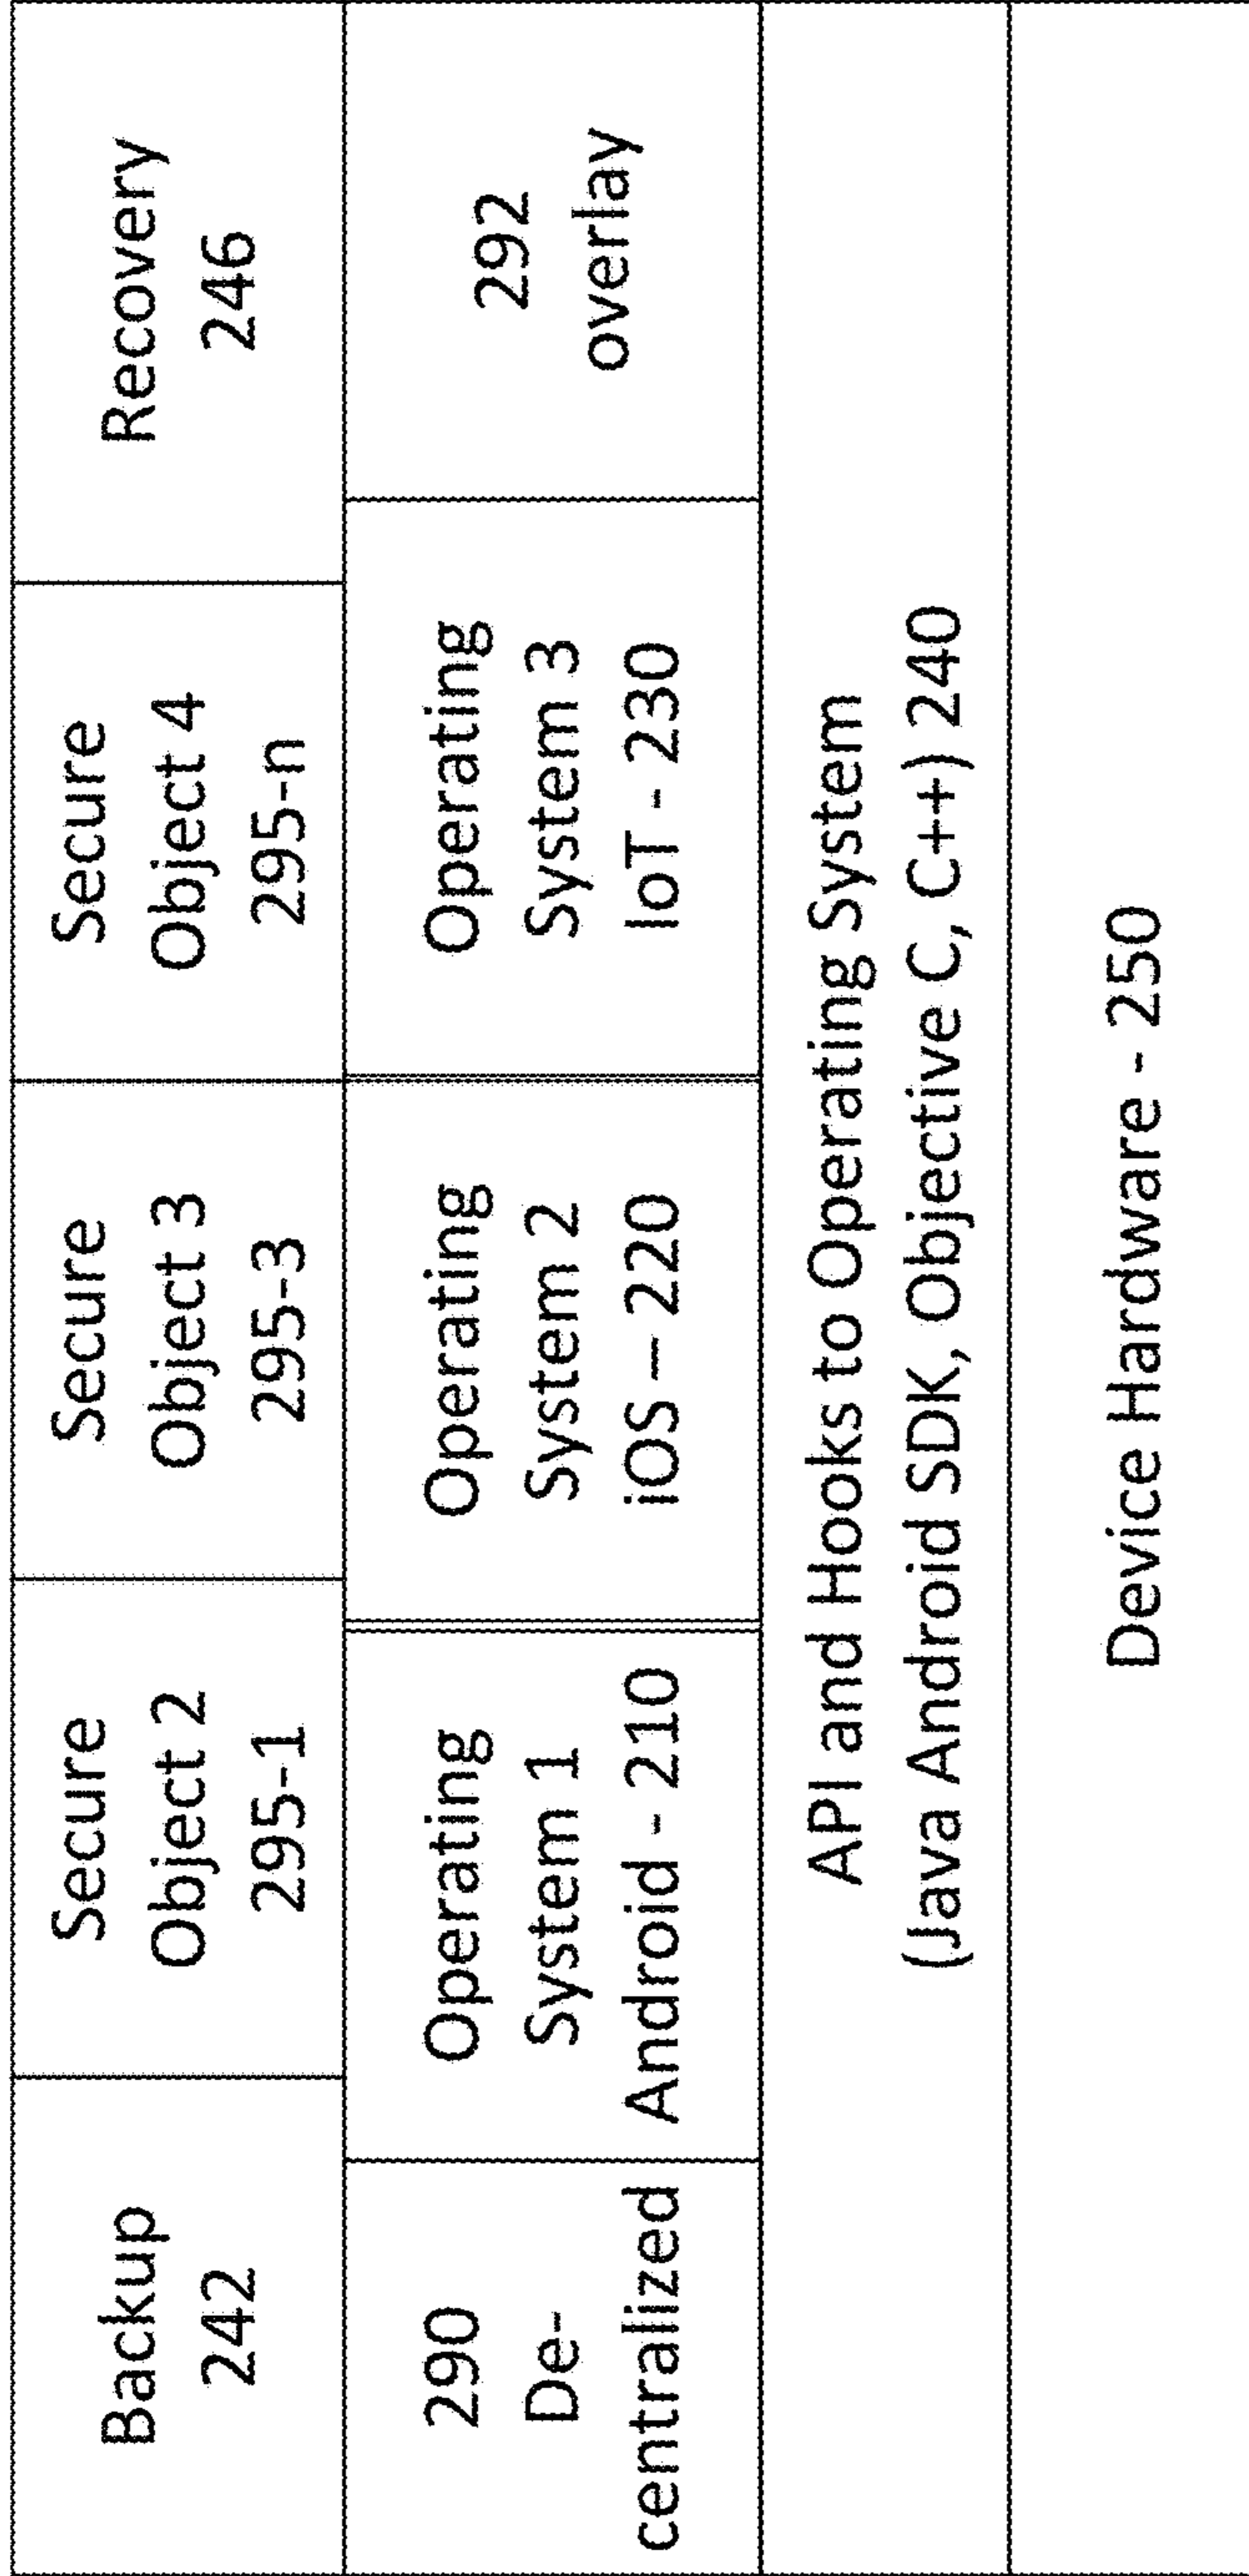 Backup
242
Secure
Object 2
295-1
Secure
Object 3
295-3
Secure
Object 4
295-n
Recovery
246
290
De-
centralized
Operating
System 1
Android - 210
Operating
System 2
iOS – 220
Operating
System 3
IoT - 230
292
overlay
API and Hooks to Operating System
(Java Android SDK, Objective C, C++) 240
Device Hardware - 250